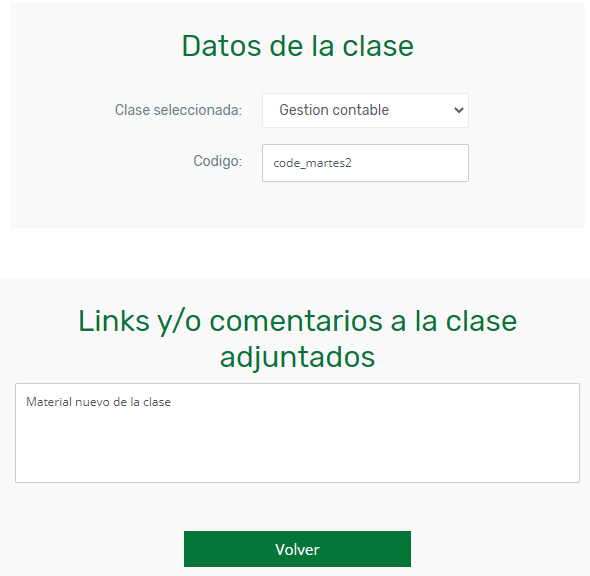 Datos de la clase
Clase seleccionada: Gestion contable
Codigo: code_martes2
Links y/o comentarios a la clase
adjuntados
Material nuevo de la clase
Volver